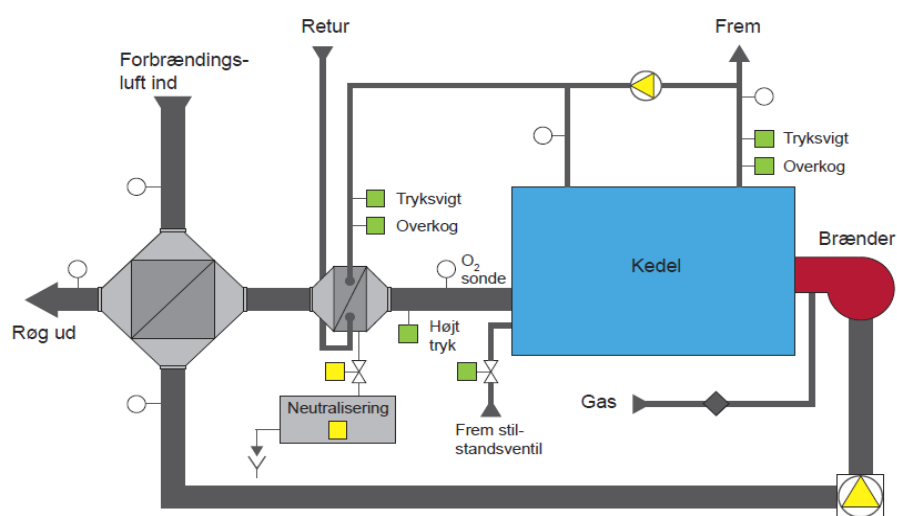 Retur
Frem
Forbrændings-
luft ind
Tryksvigt
Overkog
Tryksvigt
Overkog
Brænder
Kedel
O2
sonde
Røg ud
Højt
tryk
Gas
Neutralisering
Frem stil-
standsventil